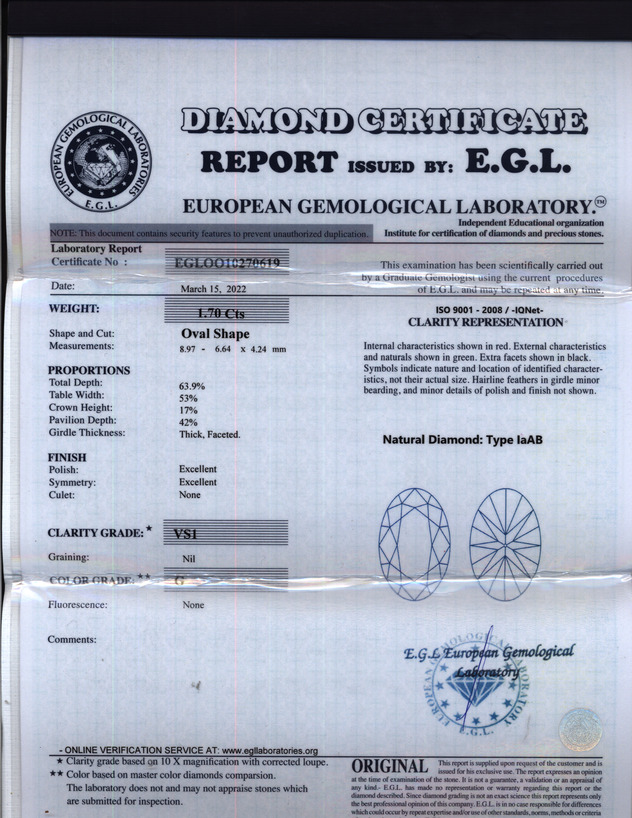 EUROPEAN GEMOLOGICAL LABORATORIES
E.G.L.
DIAMOND CERTIFICATE
REPORT ISSUED BY: E.G.L.
EUROPEAN GEMOLOGICAL LABORATORY.™
Independent Educational organization
NOTE: This document contains security features to prevent unauthorized duplication.
Institute for certification of diamonds and precious stones.
Laboratory Report
Certificate No : EGLOO10270619
This examination has been scientifically carried out
by a Graduate Gemologist using the current procedures
of E.G.L. and may be repeated at any time.
Date: March 15, 2022
WEIGHT: 1.70 Cts
ISO 9001 - 2008 / -IQNet-
CLARITY REPRESENTATION
Shape and Cut: Oval Shape
Measurements: 8.97 - 6.64 x 4.24 mm
Internal characteristics shown in red. External characteristics
and naturals shown in green. Extra facets shown in black.
Symbols indicate nature and location of identified character-
istics, not their actual size. Hairline feathers in girdle minor
bearding, and minor details of polish and finish not shown.
PROPORTIONS
Total Depth: 63.9%
Table Width: 53%
Crown Height: 17%
Pavilion Depth: 42%
Girdle Thickness: Thick, Faceted.
Natural Diamond: Type IaAB
FINISH
Polish: Excellent
Symmetry: Excellent
Culet: None
CLARITY GRADE: ★ VS1
Graining: Nil
COLOR GRADE: ★★ G
Fluorescence: None
Comments:
E.G.L European Gemological
Laboratory
E.G.L.
- ONLINE VERIFICATION SERVICE AT: www.egllaboratories.org
★ Clarity grade based on 10 X magnification with corrected loupe.
★★ Color based on master color diamonds comparsion.
The laboratory does not and may not appraise stones which
are submitted for inspection.
ORIGINAL This report is supplied upon request of the customer and is
issued for his exclusive use. The report expresses an opinion
at the time of examination of the stone. It is not a guarantee, a validation or an appraisal of
any kind.- E.G.L. has made no representation or warranty regarding this report or the
diamond described. Since diamond grading is not an exact science this report represents only
the best professional opinion of this company. E.G.L. is in no case responsible for differences
which could occur by repeat expertise and/or use of other standards, norms, methods or criteria